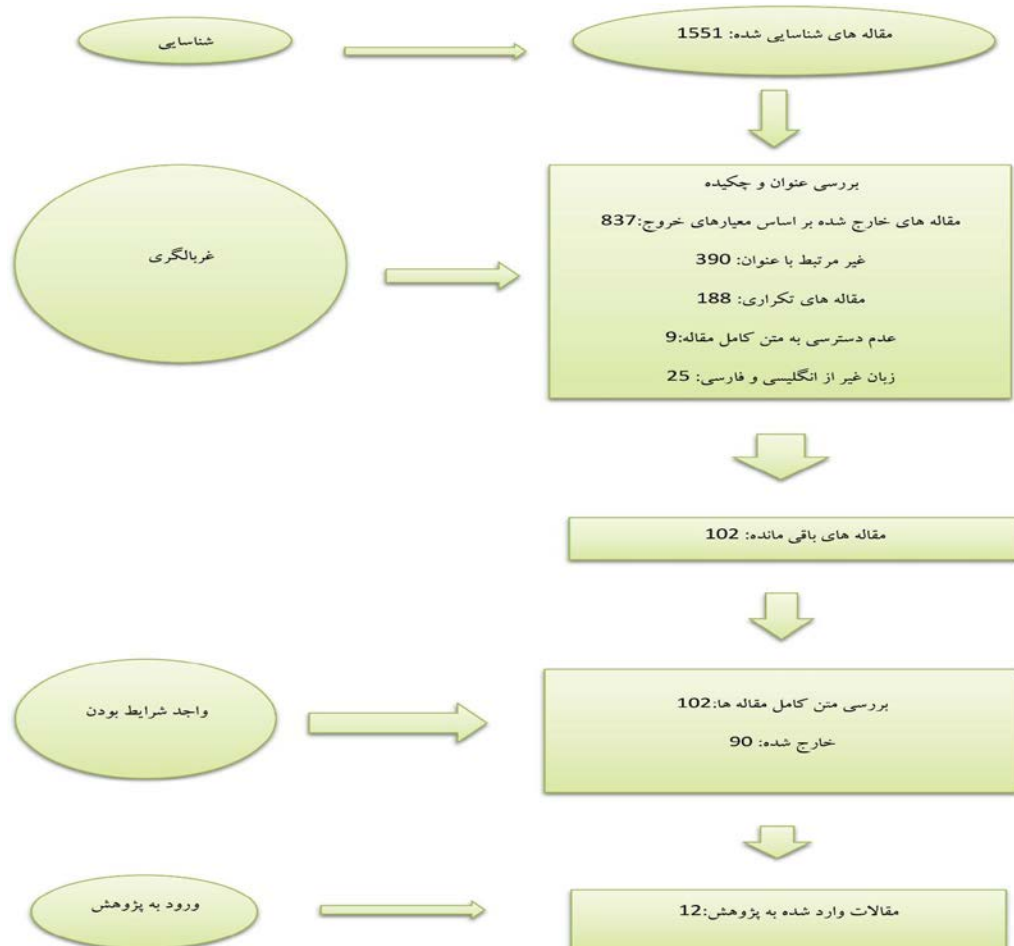 شناسایی
مقاله های شناسایی شده: 1551
غربالگری
بررسی عنوان و چکیده
مقاله های خارج شده بر اساس معیارهای خروج:837
غیر مرتبط با عنوان: 390
مقاله های تکراری: 188
عدم دسترسی به متن کامل مقاله:9
زبان غیر از انگلیسی و فارسی: 25
مقاله های باقی مانده: 102
واجد شرایط بودن
بررسی متن کامل مقاله ها:102
خارج شده: 90
ورود به پژوهش
مقالات وارد شده به پژوهش:12